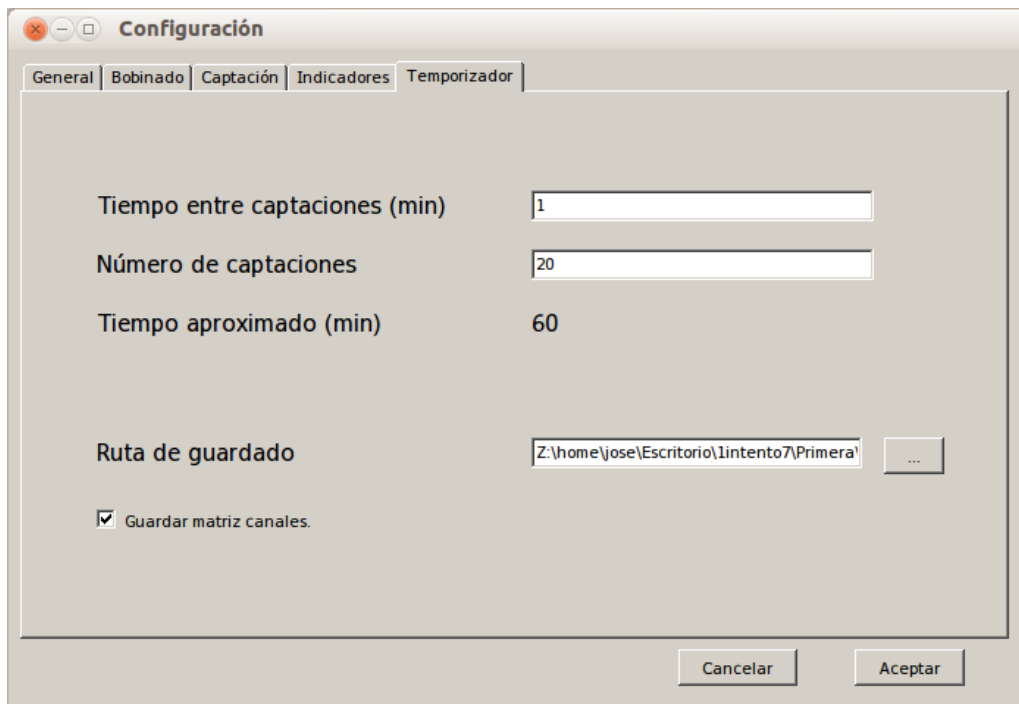 Configuración
General Bobinado Captación Indicadores Temporizador
Tiempo entre captaciones (min) 1
Número de captaciones 20
Tiempo aproximado (min) 60
Ruta de guardado Z:\home\jose\Escritorio\1intento7\Primera\ ...
Guardar matriz canales.
Cancelar Aceptar